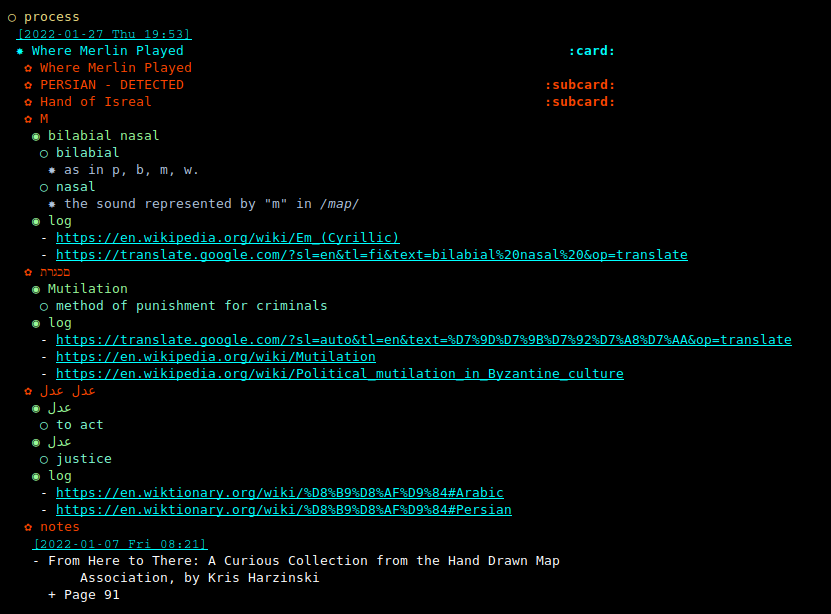 ○ process
[2022-01-27 Thu 19:53]
✸ Where Merlin Played :card:
✿ Where Merlin Played
✿ PERSIAN - DETECTED :subcard:
✿ Hand of Isreal :subcard:
✿ M
◉ bilabial nasal
○ bilabial
✸ as in p, b, m, w.
○ nasal
✸ the sound represented by "m" in /map/
◉ log
- https://en.wikipedia.org/wiki/Em_(Cyrillic)
- https://translate.google.com/?sl=en&tl=fi&text=bilabial%20nasal%20&op=translate
✿ םכגרת
◉ Mutilation
○ method of punishment for criminals
◉ log
- https://translate.google.com/?sl=auto&tl=en&text=%D7%9D%D7%9B%D7%92%D7%A8%D7%AA&op=translate
- https://en.wikipedia.org/wiki/Mutilation
- https://en.wikipedia.org/wiki/Political_mutilation_in_Byzantine_culture
✿ عدل عدل
◉ عدل
○ to act
◉ عدل
○ justice
◉ log
- https://en.wiktionary.org/wiki/%D8%B9%D8%AF%D9%84#Arabic
- https://en.wiktionary.org/wiki/%D8%B9%D8%AF%D9%84#Persian
✿ notes
[2022-01-07 Fri 08:21]
- From Here to There: A Curious Collection from the Hand Drawn Map
Association, by Kris Harzinski
+ Page 91